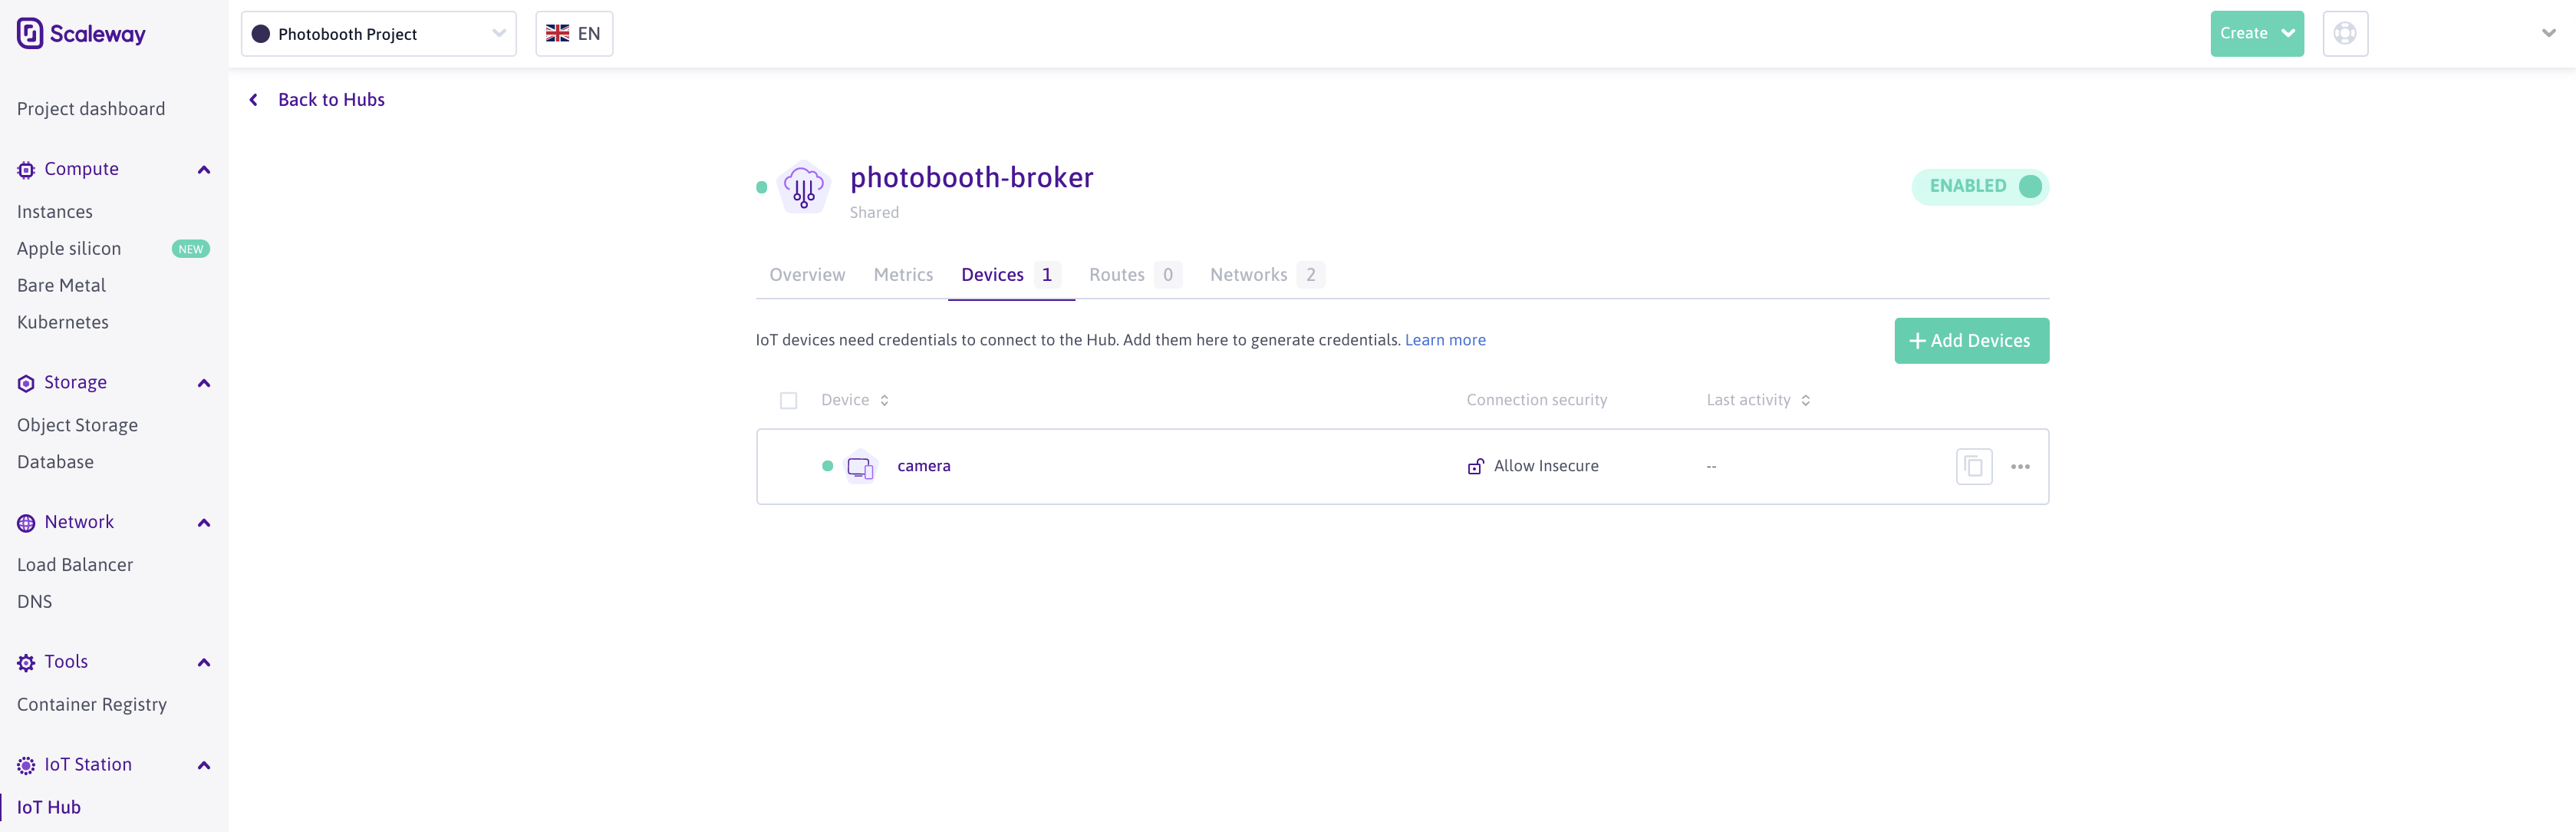 Scaleway
Photobooth Project
EN
Create
Project dashboard
Compute
Instances
Apple silicon NEW
Bare Metal
Kubernetes
Storage
Object Storage
Database
Network
Load Balancer
DNS
Tools
Container Registry
IoT Station
IoT Hub
Back to Hubs
photobooth-broker
Shared
ENABLED
Overview Metrics Devices 1 Routes 0 Networks 2
IoT devices need credentials to connect to the Hub. Add them here to generate credentials. Learn more
+ Add Devices
Device Connection security Last activity
camera Allow Insecure --